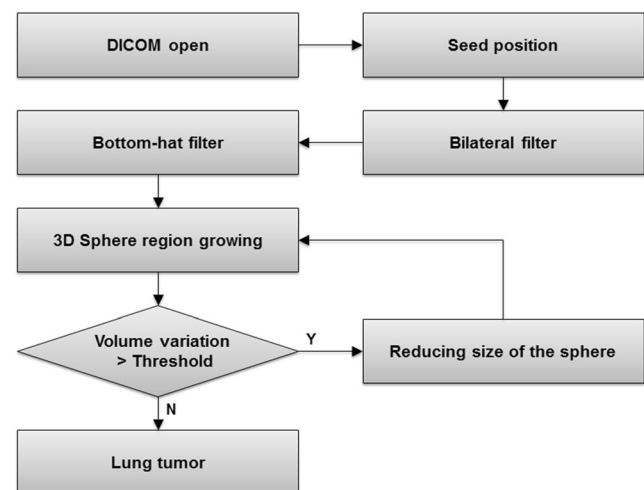 DICOM open
Seed position
Bottom-hat filter
Bilateral filter
3D Sphere region growing
Volume variation
> Threshold
Y
Reducing size of the sphere
N
Lung tumor